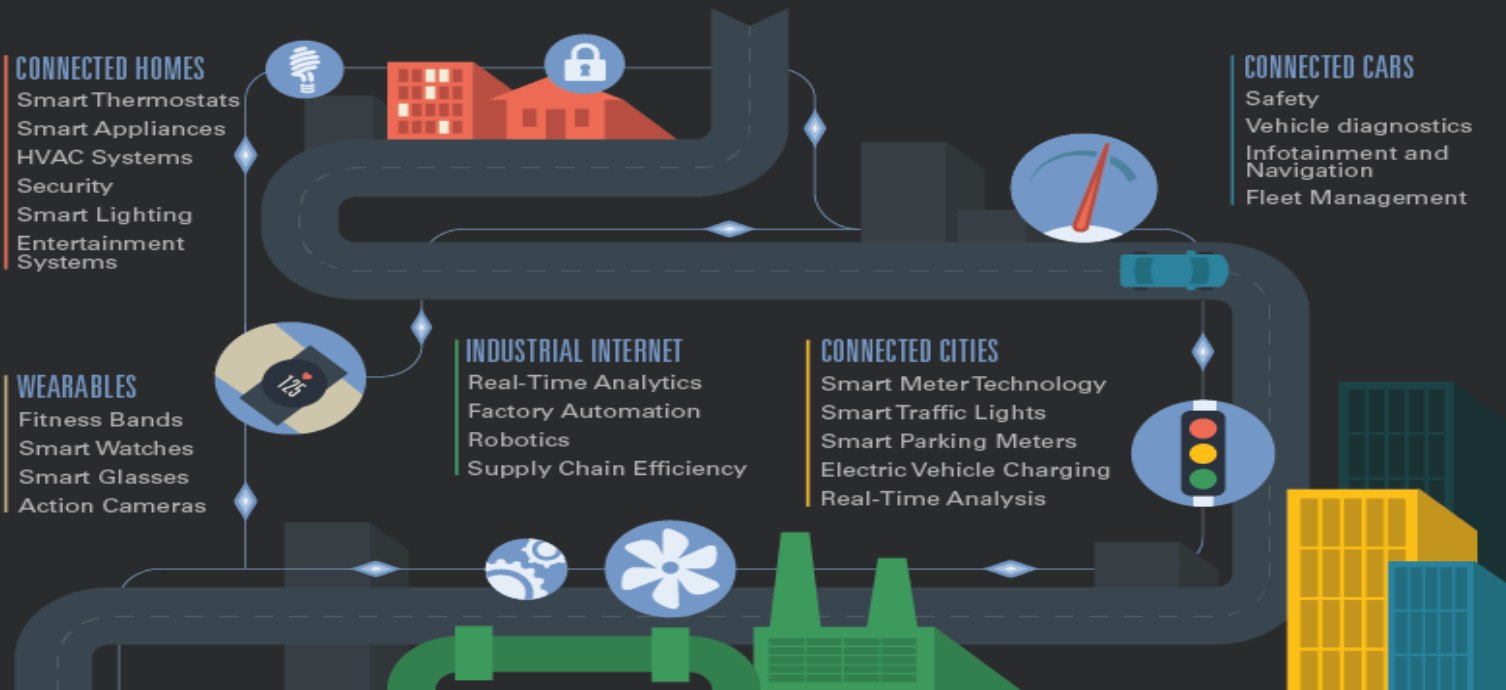 CONNECTED HOMES
Smart Thermostats
Smart Appliances
HVAC Systems
Security
Smart Lighting
Entertainment
Systems
CONNECTED CARS
Safety
Vehicle diagnostics
Infotainment and
Navigation
Fleet Management
WEARABLES
Fitness Bands
Smart Watches
Smart Glasses
Action Cameras
125
INDUSTRIAL INTERNET
Real-Time Analytics
Factory Automation
Robotics
Supply Chain Efficiency
CONNECTED CITIES
Smart Meter Technology
Smart Traffic Lights
Smart Parking Meters
Electric Vehicle Charging
Real-Time Analysis